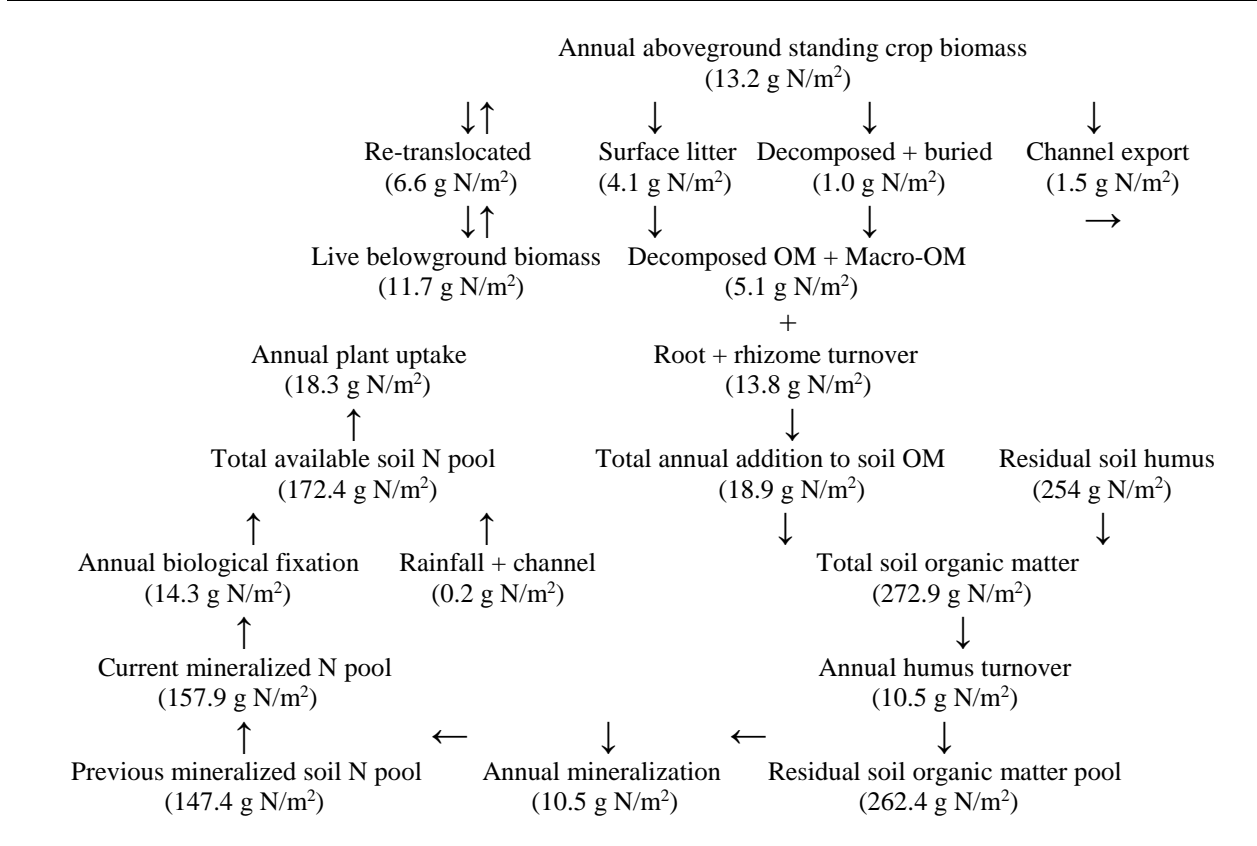 Annual aboveground standing crop biomass
(13.2 g N/m²)
↓↑ ↓ ↓ ↓
Re-translocated Surface litter Decomposed + buried Channel export
(6.6 g N/m²) (4.1 g N/m²) (1.0 g N/m²) (1.5 g N/m²)
↓↑ ↓ ↓ →
Live belowground biomass Decomposed OM + Macro-OM
(11.7 g N/m²) (5.1 g N/m²)
+
Annual plant uptake Root + rhizome turnover
(18.3 g N/m²) (13.8 g N/m²)
↑ ↓
Total available soil N pool Total annual addition to soil OM Residual soil humus
(172.4 g N/m²) (18.9 g N/m²) (254 g N/m²)
↑ ↑ ↓ ↓
Annual biological fixation Rainfall + channel Total soil organic matter
(14.3 g N/m²) (0.2 g N/m²) (272.9 g N/m²)
↑ ↓
Current mineralized N pool Annual humus turnover
(157.9 g N/m²) (10.5 g N/m²)
↑ ← ↓ ← ↓
Previous mineralized soil N pool Annual mineralization Residual soil organic matter pool
(147.4 g N/m²) (10.5 g N/m²) (262.4 g N/m²)